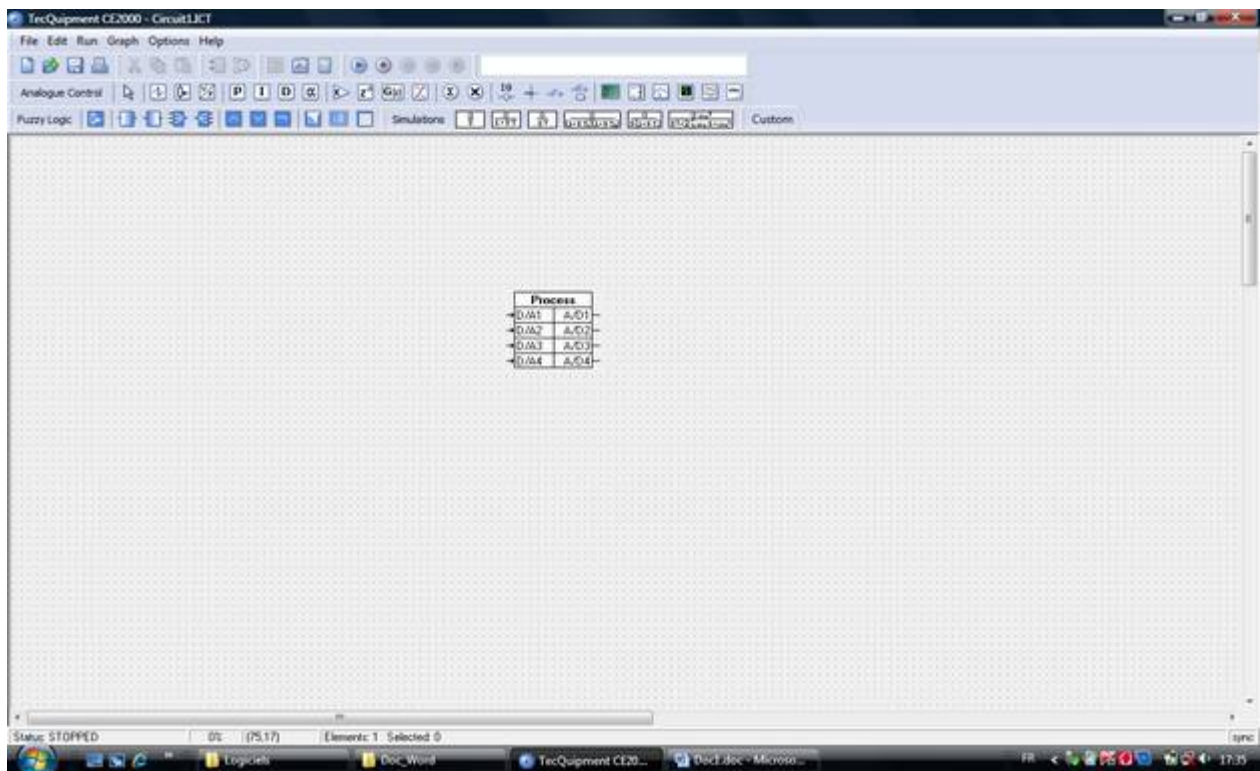 TecQuipment CE2000 - Circuit1.ICT
File Edit Run Graph Options Help
Analogue Control P I D G(s)
Fuzzy Logic Simulations Custom
Process
D/A1 A/D1
D/A2 A/D2
D/A3 A/D3
D/A4 A/D4
Status: STOPPED 0% (75,17) Elements: 1 Selected: 0 sync
Logiciels Doc_Word TecQuipment CE20... Doc1.doc - Microso... FR 17:35